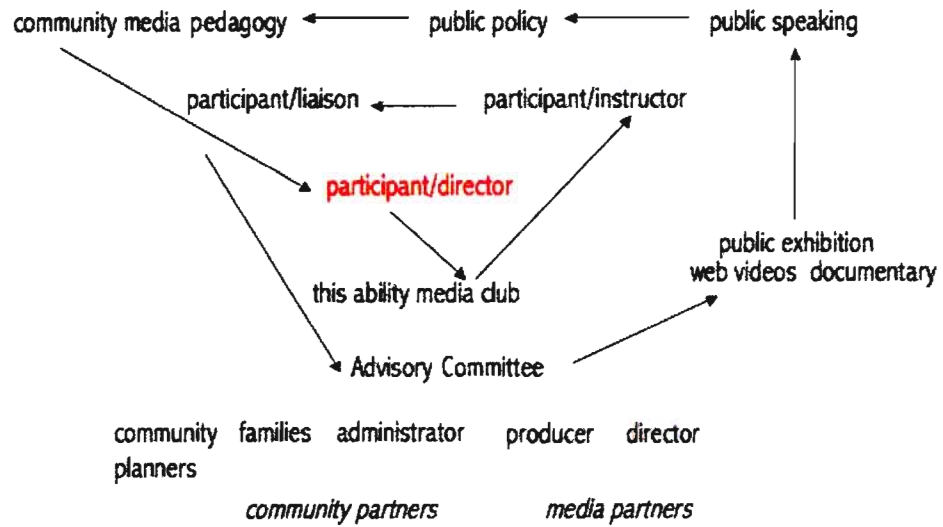 community media pedagogy public policy public speaking
participant/liaison participant/instructor
participant/director
public exhibition
web videos documentary
this ability media club
Advisory Committee
community families administrator producer director
planners
community partners media partners